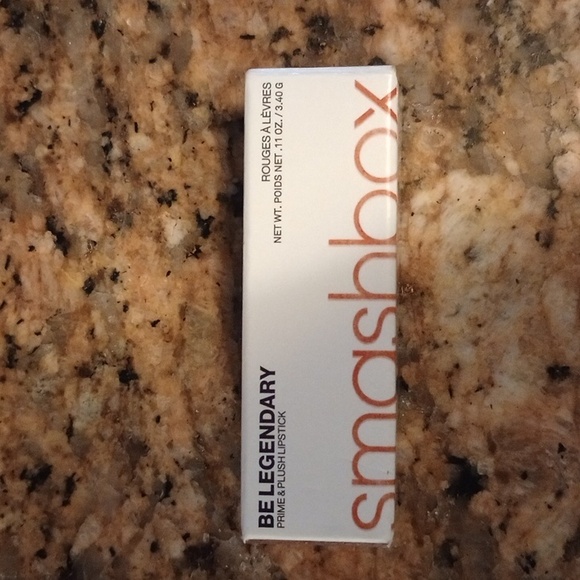 BE LEGENDARY
PRIME & PLUSH LIPSTICK
ROUGES À LÈVRES
NET WT. POIDS NET .11 OZ. / 3.40 G
smashbox